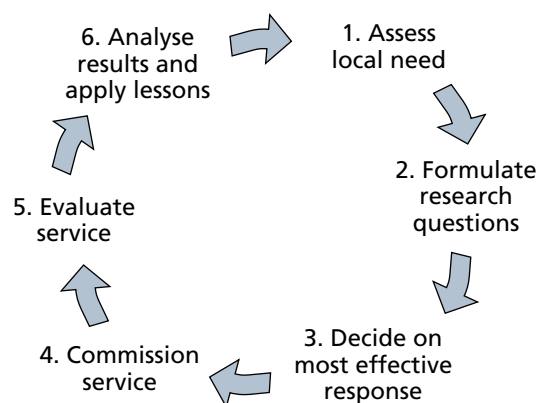 1. Assess
local need
2. Formulate
research
questions
3. Decide on
most effective
response
4. Commission
service
5. Evaluate
service
6. Analyse
results and
apply lessons